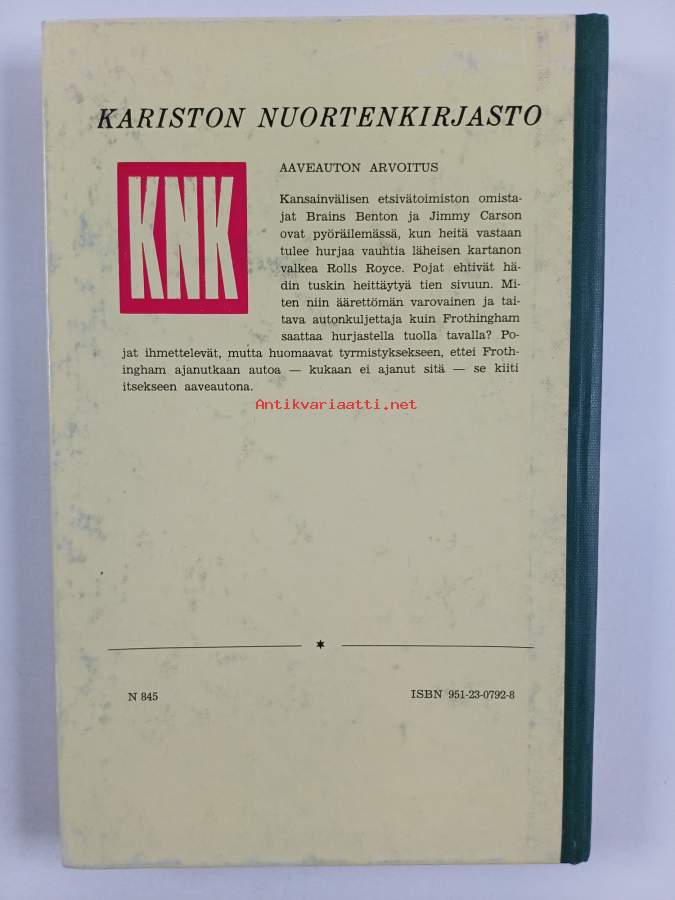 KARISTON NUORTENKIRJASTO
KNK
AAVEAUTON ARVOITUS
Kansainvälisen etsivätoimiston omista-
jat Brains Benton ja Jimmy Carson
ovat pyöräilemässä, kun heitä vastaan
tulee hurjaa vauhtia läheisen kartanon
valkea Rolls Royce. Pojat ehtivät hä-
din tuskin heittäytyä tien sivuun. Mi-
ten niin äärettömän varovainen ja tai-
tava autonkuljettaja kuin Frothingham
saattaa hurjastella tuolla tavalla? Po-
jat ihmettelevät, mutta huomaavat tyrmistyksekseen, ettei Froth-
ingham ajanutkaan autoa — kukaan ei ajanut sitä — se kiiti
itsekseen aaveautona.
Antikvariaatti.net
N 845
ISBN 951-23-0792-8